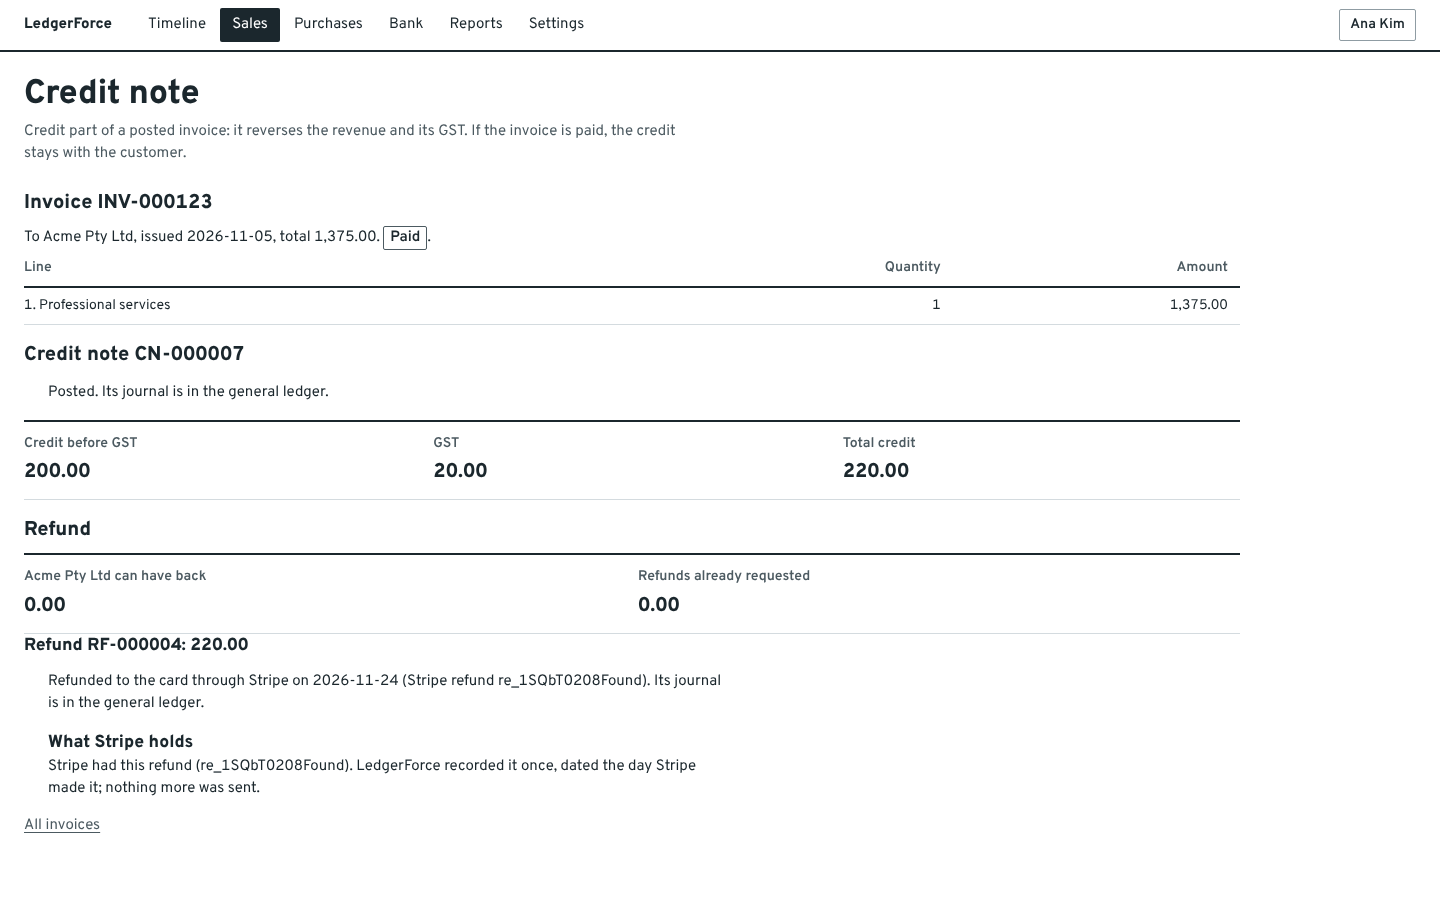 LedgerForce Timeline Sales Purchases Bank Reports Settings Ana Kim
Credit note
Credit part of a posted invoice: it reverses the revenue and its GST. If the invoice is paid, the credit
stays with the customer.
Invoice INV-000123
To Acme Pty Ltd, issued 2026-11-05, total 1,375.00. Paid.
Line Quantity Amount
1. Professional services 1 1,375.00
Credit note CN-000007
Posted. Its journal is in the general ledger.
Credit before GST GST Total credit
200.00 20.00 220.00
Refund
Acme Pty Ltd can have back Refunds already requested
0.00 0.00
Refund RF-000004: 220.00
Refunded to the card through Stripe on 2026-11-24 (Stripe refund re_1SQbT0208Found). Its journal
is in the general ledger.
What Stripe holds
Stripe had this refund (re_1SQbT0208Found). LedgerForce recorded it once, dated the day Stripe
made it; nothing more was sent.
All invoices